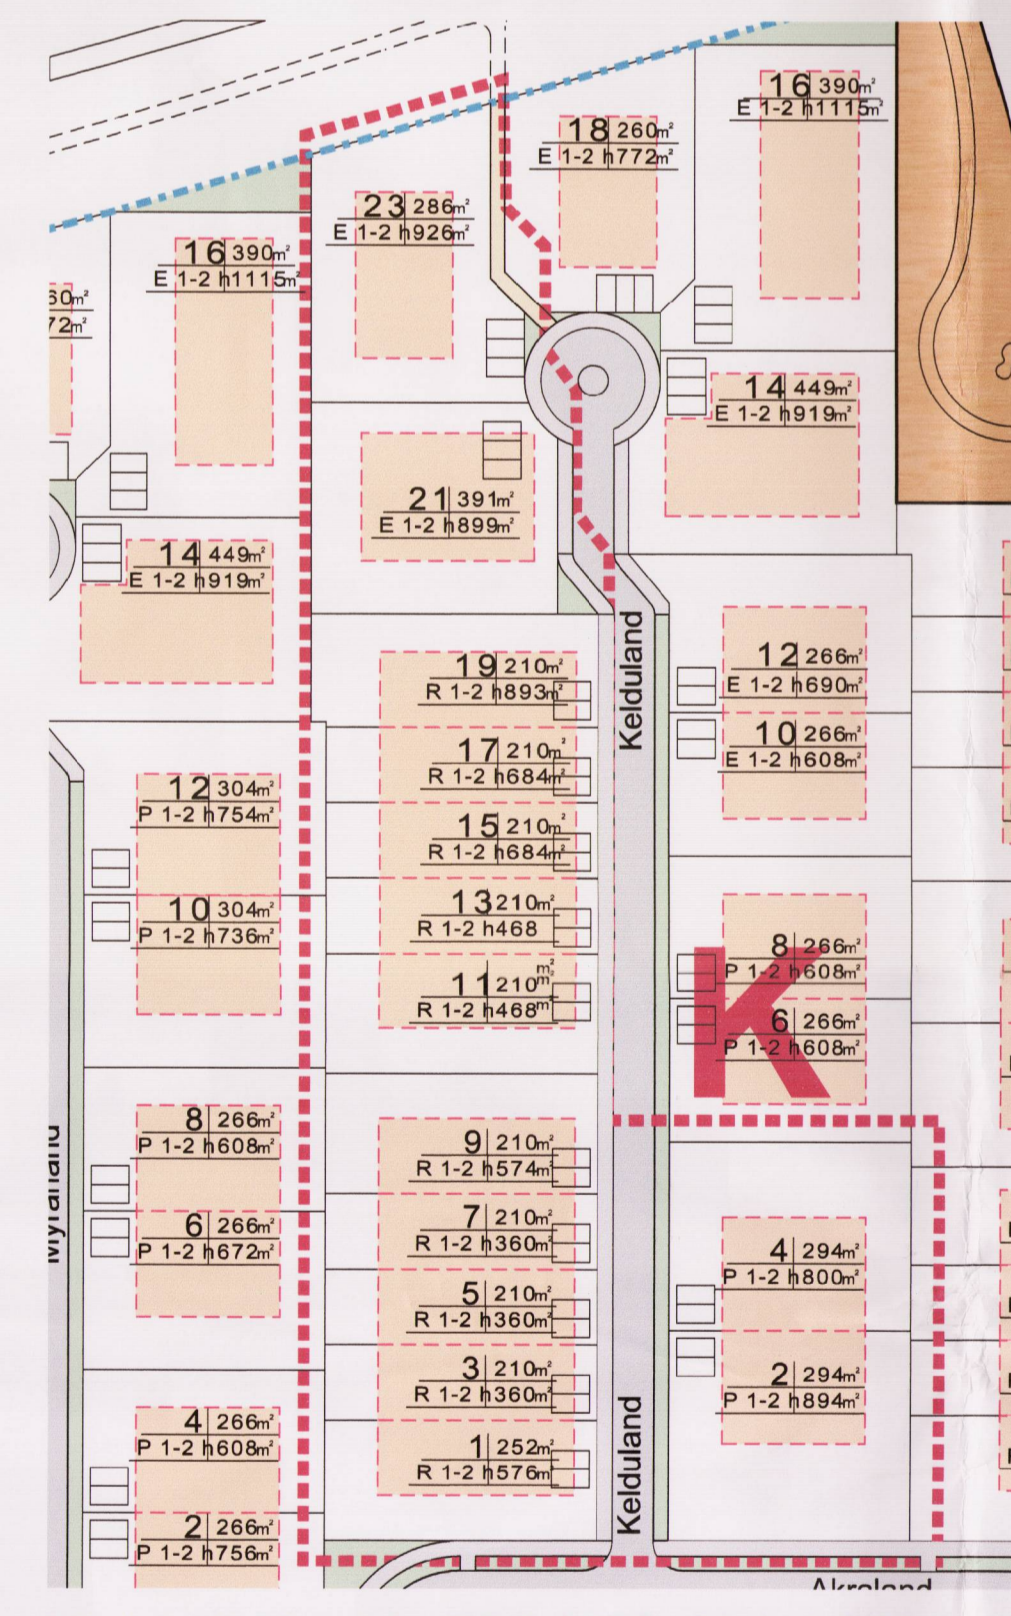 16 390m²
E 1-2 h1115m²
18 260m²
E 1-2 h772m²
23 286m²
E 1-2 h926m²
16 390m²
E 1-2 h1115m²
60m²
72m²
14 449m²
E 1-2 h919m²
21 391m²
E 1-2 h899m²
14 449m²
E 1-2 h919m²
Kelduland
19 210m²
R 1-2 h893m²
12 266m²
E 1-2 h690m²
17 210m²
R 1-2 h684m²
10 266m²
E 1-2 h608m²
12 304m²
P 1-2 h754m²
15 210m²
R 1-2 h684m²
10 304m²
P 1-2 h736m²
13 210m²
R 1-2 h468
m²
11 210m²
R 1-2 h468m²
K
8 266m²
P 1-2 h608m²
6 266m²
P 1-2 h608m²
8 266m²
P 1-2 h608m²
9 210m²
R 1-2 h574m²
Mýraland
6 266m²
P 1-2 h672m²
7 210m²
R 1-2 h360m²
4 294m²
P 1-2 h800m²
5 210m²
R 1-2 h360m²
3 210m²
R 1-2 h360m²
2 294m²
P 1-2 h894m²
4 266m²
P 1-2 h608m²
1 252m²
R 1-2 h576m²
Kelduland
2 266m²
P 1-2 h756m²